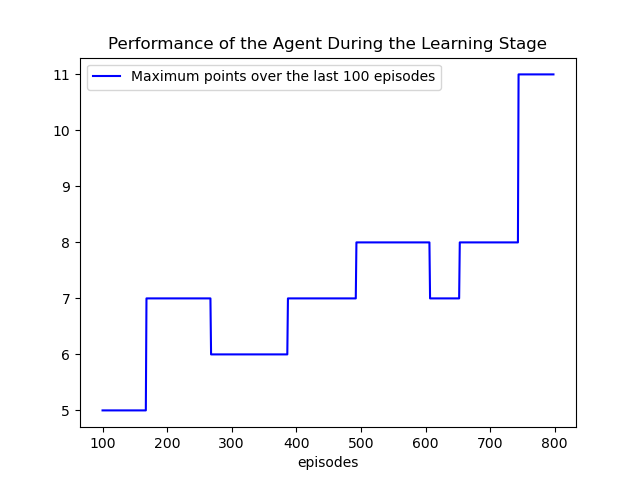 Performance of the Agent During the Learning Stage
Maximum points over the last 100 episodes
11
10
9
8
7
6
5
100 200 300 400 500 600 700 800
episodes